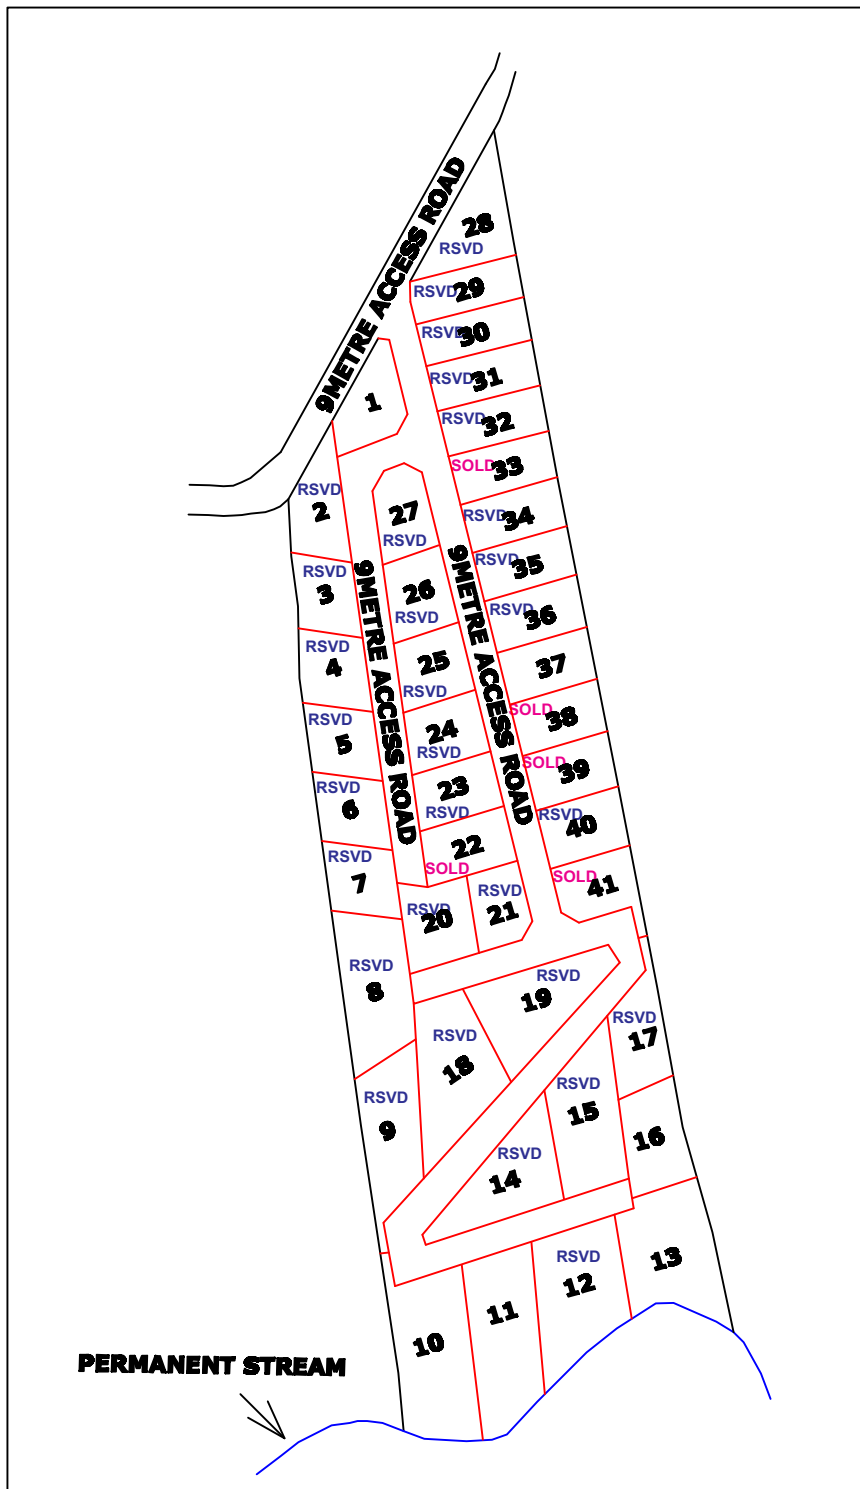 9METRE ACCESS ROAD
28
RSVD
RSVD 29
RSVD 30
1
RSVD 31
RSVD 32
SOLD 33
RSVD
2
27
RSVD
RSVD 34
9METRE ACCESS ROAD
9METRE ACCESS ROAD
RSVD 35
RSVD
3
26
RSVD
RSVD 36
RSVD
4
25
RSVD
37
RSVD
5
24
RSVD
SOLD 38
SOLD 39
RSVD
6
23
RSVD
RSVD 40
RSVD
7
22
SOLD
SOLD 41
RSVD
20
RSVD
21
RSVD
8
RSVD
19
RSVD
17
RSVD
18
RSVD
15
RSVD
9
16
RSVD
14
10
11
RSVD
12
13
PERMANENT STREAM